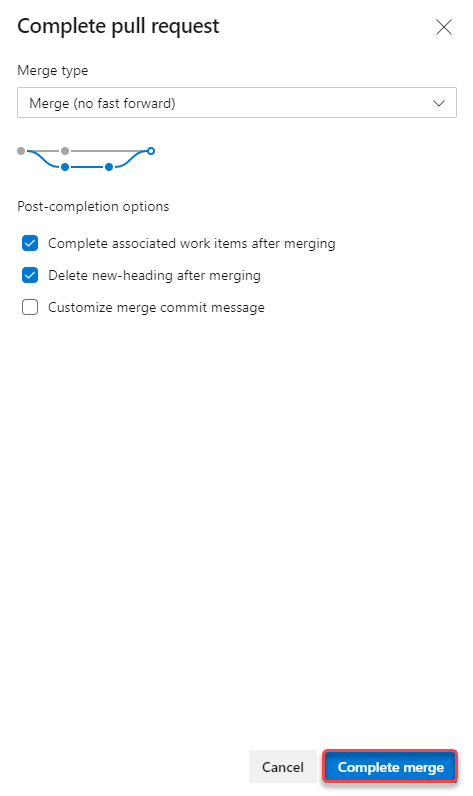 Complete pull request
Merge type
Merge (no fast forward)
Post-completion options
Complete associated work items after merging
Delete new-heading after merging
Customize merge commit message
Cancel
Complete merge